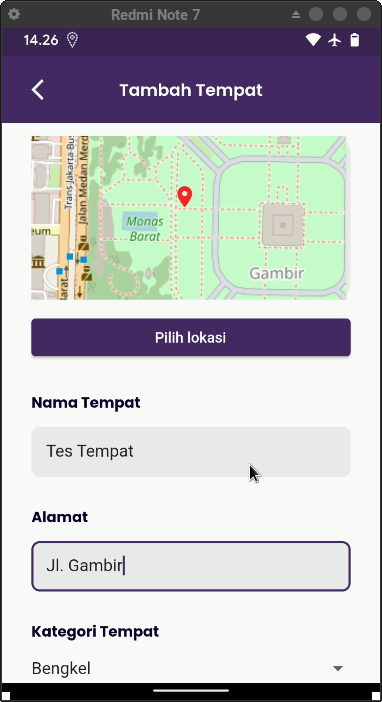 Redmi Note 7
14.26
Tambah Tempat
Trans Jakarta Bus
Jalan Medan Merd
Monas
Barat
eum
Barat
Gambir
Pilih lokasi
Nama Tempat
Tes Tempat
Alamat
Jl. Gambir
Kategori Tempat
Bengkel